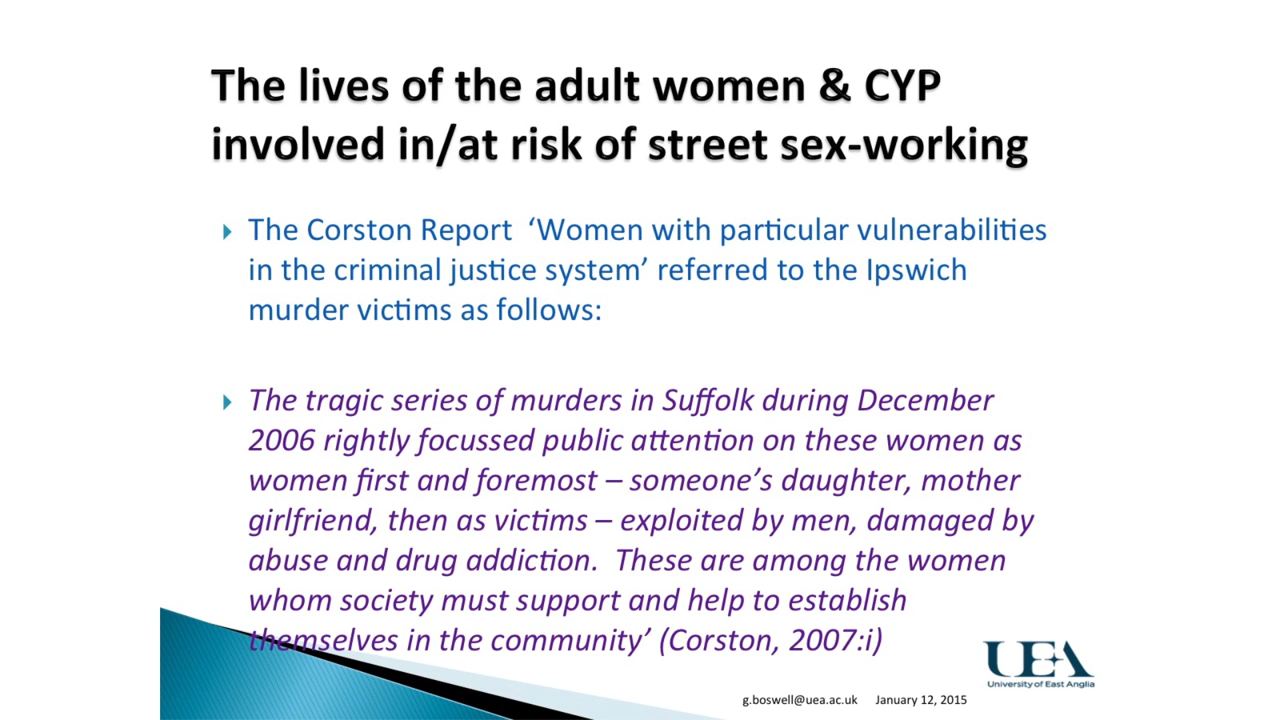 The lives of the adult women & CYP
involved in/at risk of street sex-working
The Corston Report ‘Women with particular vulnerabilities
in the criminal justice system’ referred to the Ipswich
murder victims as follows:
The tragic series of murders in Suffolk during December
2006 rightly focussed public attention on these women as
women first and foremost – someone’s daughter, mother
girlfriend, then as victims – exploited by men, damaged by
abuse and drug addiction. These are among the women
whom society must support and help to establish
themselves in the community’ (Corston, 2007:i)
UEA
University of East Anglia
g.boswell@uea.ac.uk January 12, 2015